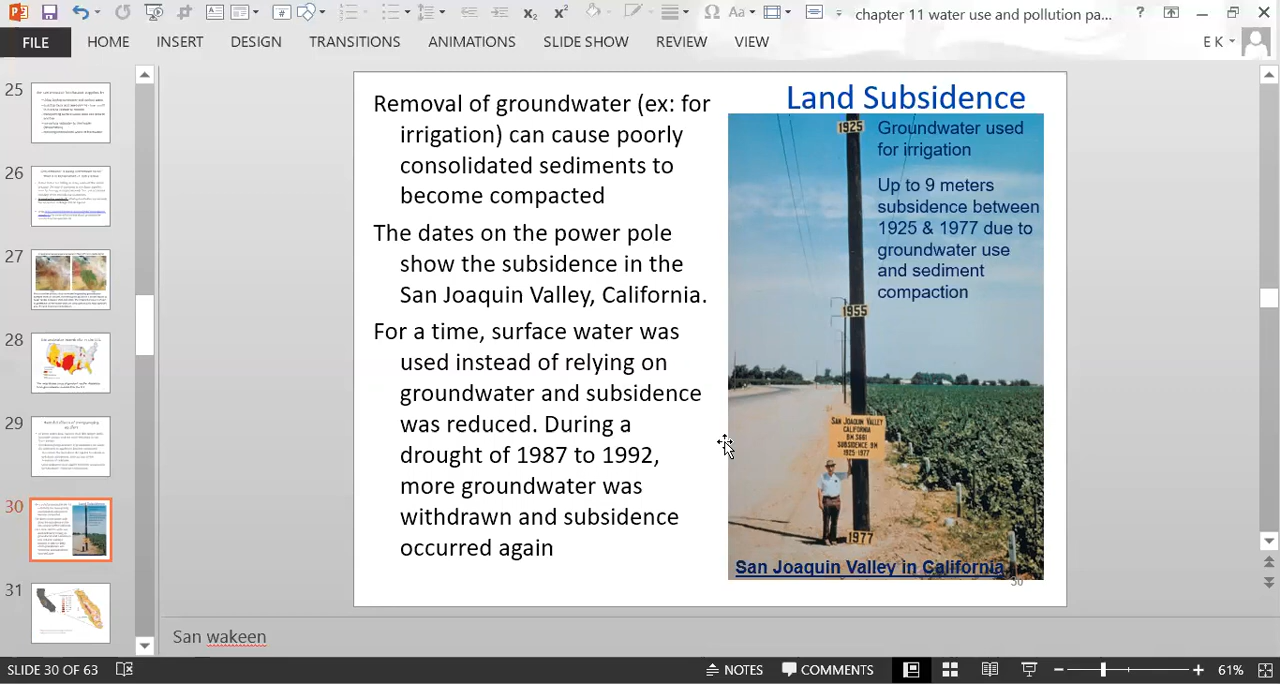 chapter 11 water use and pollution pa...
FILE HOME INSERT DESIGN TRANSITIONS ANIMATIONS SLIDE SHOW REVIEW VIEW E K
25
26
27
28
29
30
31
Land Subsidence
Removal of groundwater (ex: for
irrigation) can cause poorly
consolidated sediments to
become compacted
The dates on the power pole
show the subsidence in the
San Joaquin Valley, California.
For a time, surface water was
used instead of relying on
groundwater and subsidence
was reduced. During a
drought of 1987 to 1992,
more groundwater was
withdrawn and subsidence
occurred again
1925
Groundwater used
for irrigation
Up to 9 meters
subsidence between
1925 & 1977 due to
groundwater use
and sediment
compaction
1955
SAN JOAQUIN VALLEY
CALIFORNIA
BM S661
SUBSIDENCE 9M
1925-1977
1977
San Joaquin Valley in California
30
San wakeen
SLIDE 30 OF 63 NOTES COMMENTS 61%